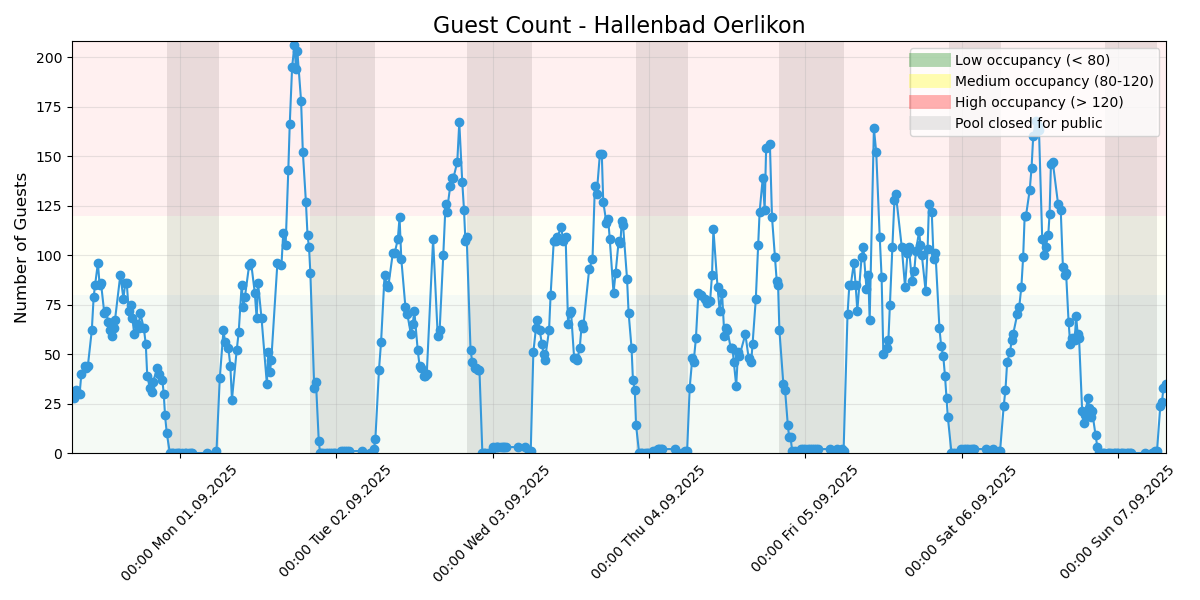 Guest Count - Hallenbad Oerlikon
Number of Guests
200
175
150
125
100
75
50
25
0
Low occupancy (< 80)
Medium occupancy (80-120)
High occupancy (> 120)
Pool closed for public
00:00 Mon 01.09.2025
00:00 Tue 02.09.2025
00:00 Wed 03.09.2025
00:00 Thu 04.09.2025
00:00 Fri 05.09.2025
00:00 Sat 06.09.2025
00:00 Sun 07.09.2025